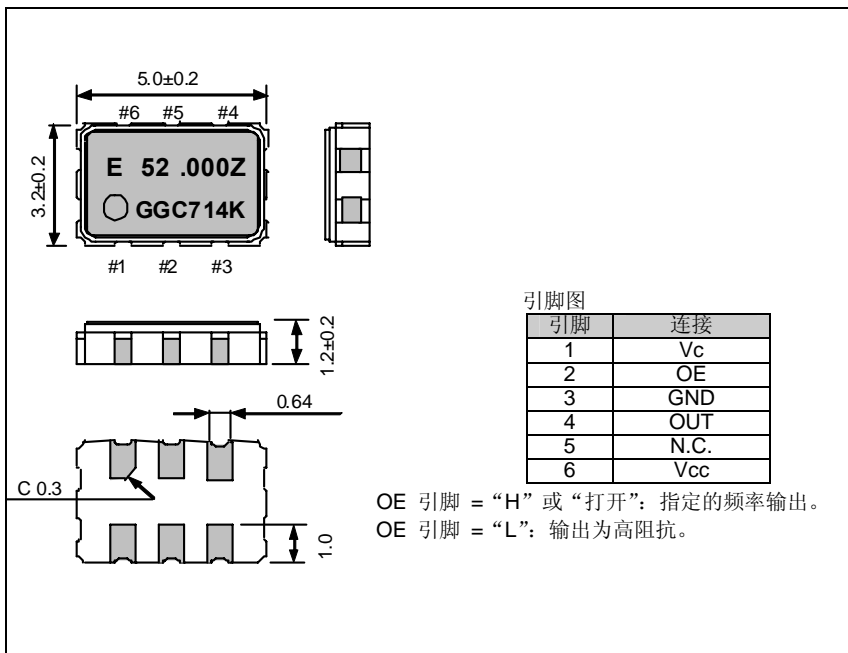 5.0±0.2
#6 #5 #4
3.2±0.2
E 52 .000Z
GGC714K
#1 #2 #3
1.2±0.2
0.64
C 0.3
1.0
引脚图
引脚 连接
1 Vc
2 OE
3 GND
4 OUT
5 N.C.
6 Vcc
OE 引脚 = “H” 或 “打开”: 指定的频率输出。
OE 引脚 = “L”: 输出为高阻抗。